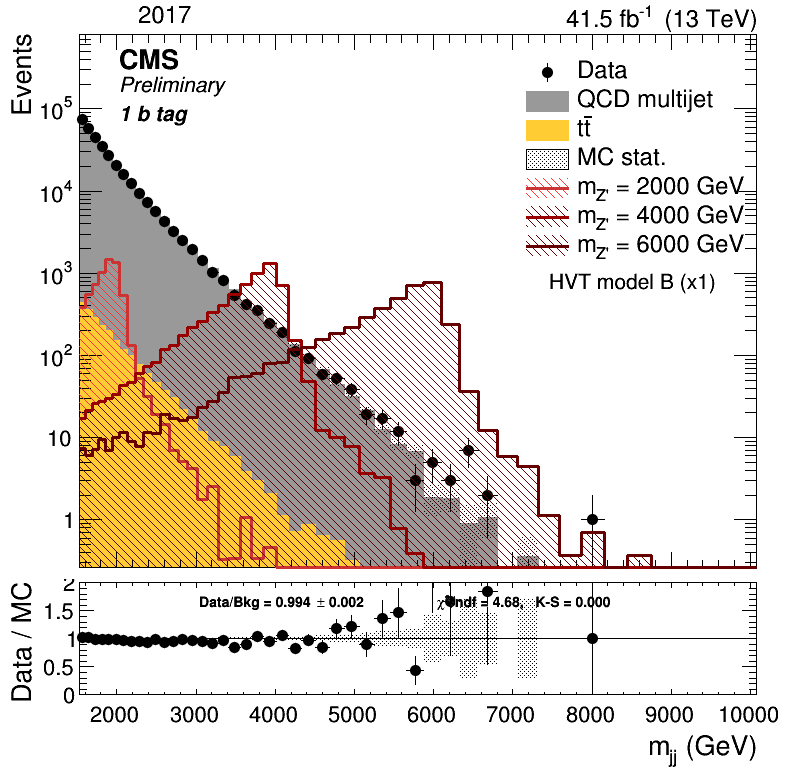 2017 41.5 fb⁻¹ (13 TeV)
CMS
Preliminary
1 b tag
Events
10⁵
10⁴
10³
10²
10
1
Data
QCD multijet
tt̄
MC stat.
m_Z' = 2000 GeV
m_Z' = 4000 GeV
m_Z' = 6000 GeV
HVT model B (x1)
Data / MC
2
1.5
1
0.5
0
Data/Bkg = 0.994 ± 0.002
ndf = 4.68, K-S = 0.000
2000 3000 4000 5000 6000 7000 8000 9000 10000
m_jj (GeV)